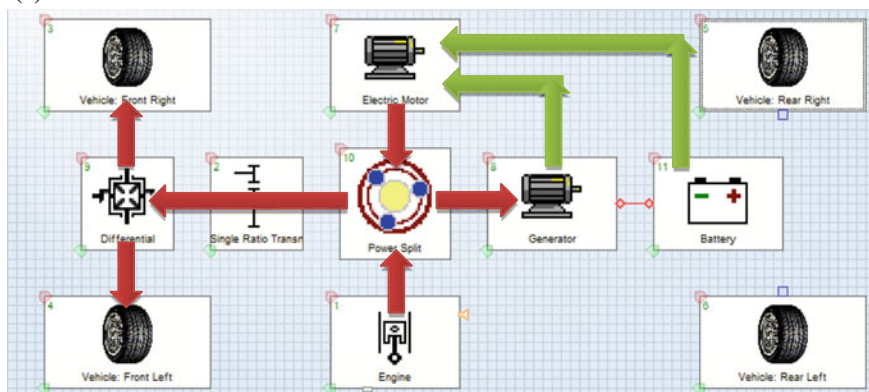 3
Vehicle: Front Right
7
Electric Motor
5
Vehicle: Rear Right
9
Differential
2
Single Ratio Transn
10
Power Split
8
Generator
11
Battery
4
Vehicle: Front Left
1
Engine
6
Vehicle: Rear Left